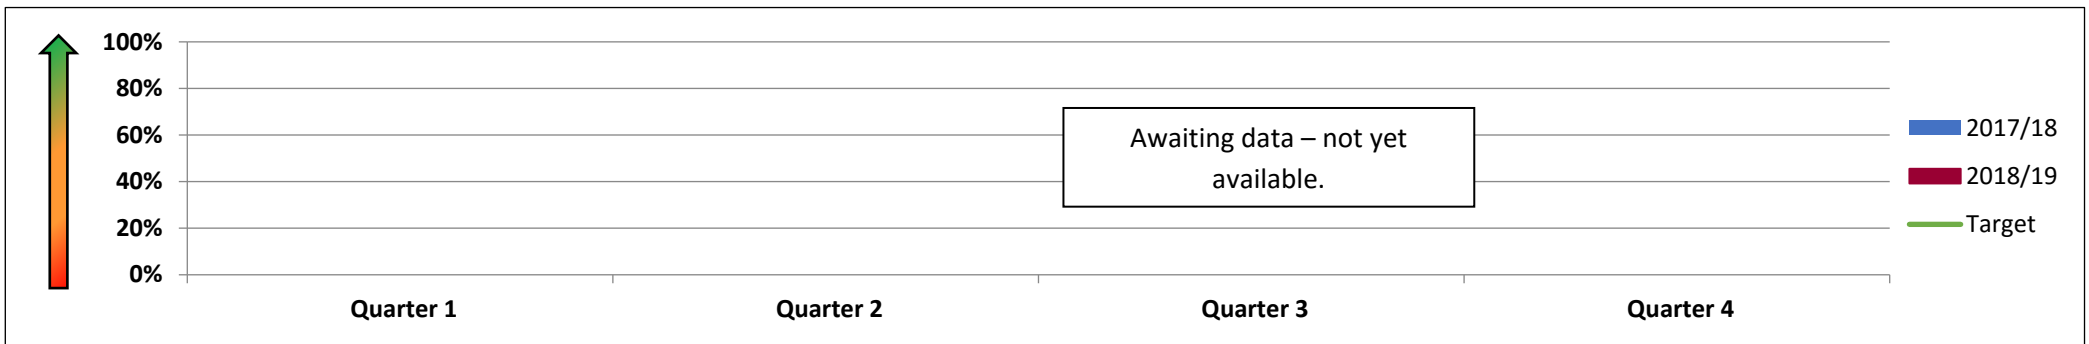 100%
80%
60%
40%
20%
0%
Awaiting data – not yet
available.
2017/18
2018/19
Target
Quarter 1
Quarter 2
Quarter 3
Quarter 4